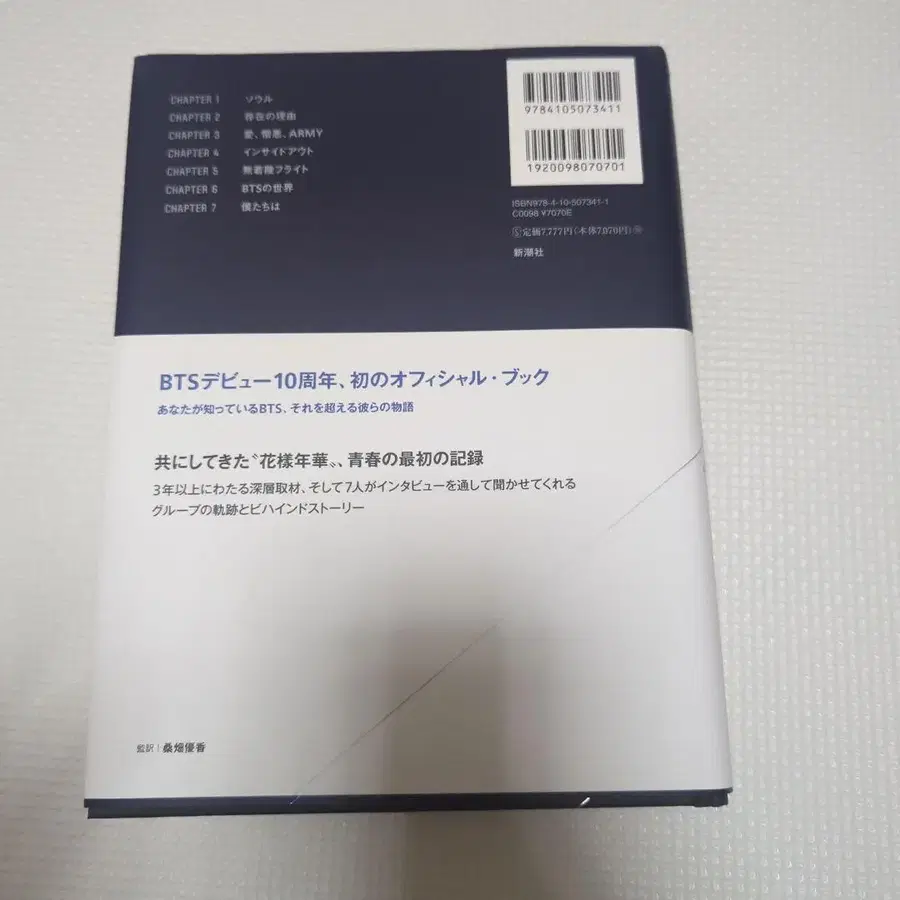 CHAPTER 1 ソウル
CHAPTER 2 存在の理由
CHAPTER 3 愛、憎悪、ARMY
CHAPTER 4 インサイドアウト
CHAPTER 5 無着陸フライト
CHAPTER 6 BTSの世界
CHAPTER 7 僕たちは
9784105073411
1920098070701
ISBN978-4-10-507341-1
C0098 ¥7070E
定価7,777円(本体7,070円)
新潮社
BTSデビュー10周年、初のオフィシャル・ブック
あなたが知っているBTS、それを超える彼らの物語
共にしてきた〝花樣年華〟、青春の最初の記録
3年以上にわたる深層取材、そして7人がインタビューを通して聞かせてくれる
グループの軌跡とビハインドストーリー
監訳|桑畑優香